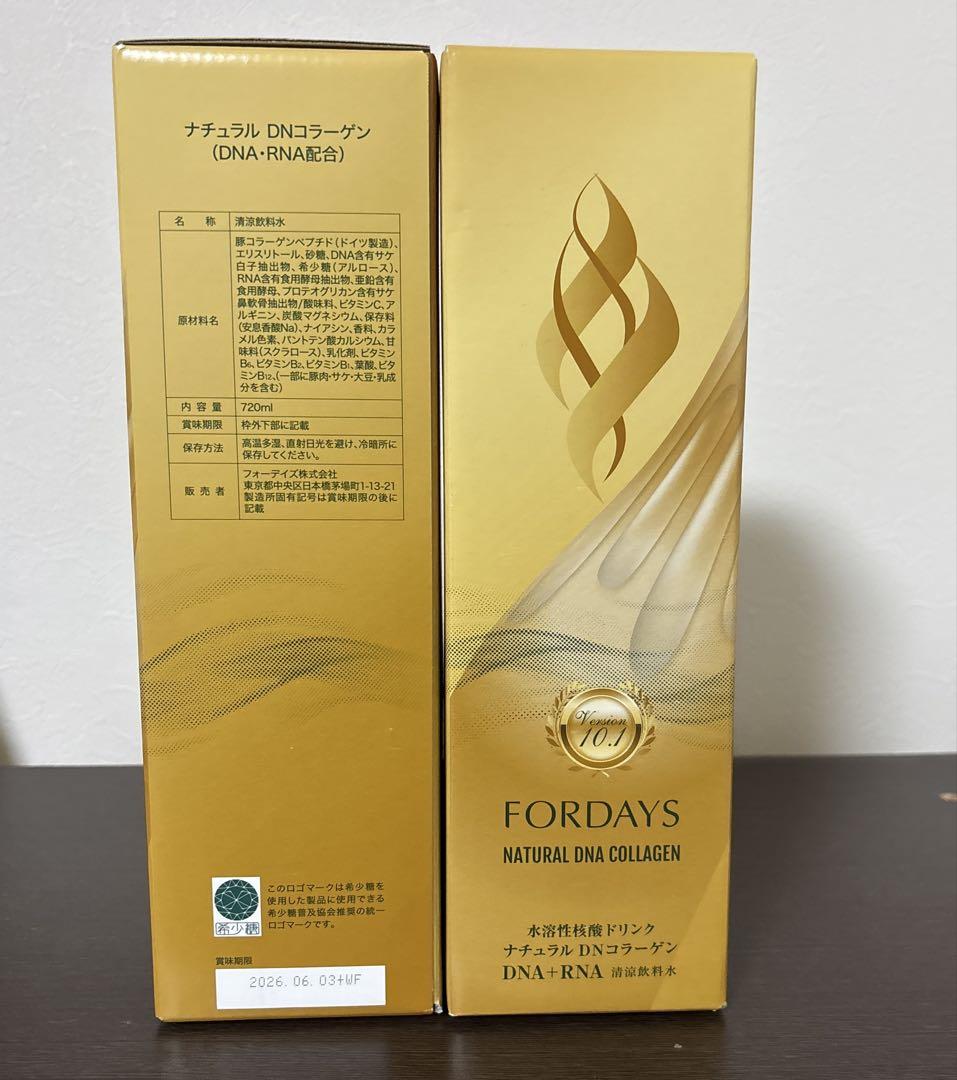 ナチュラル DNコラーゲン
（DNA・RNA配合）
名 称 清涼飲料水
原材料名
豚コラーゲンペプチド（ドイツ製造）、
エリスリトール、砂糖、DNA含有サケ
白子抽出物、希少糖（アルロース）、
RNA含有食用酵母抽出物、亜鉛含有
食用酵母、プロテオグリカン含有サケ
鼻軟骨抽出物/酸味料、ビタミンC、ア
ルギニン、炭酸マグネシウム、保存料
（安息香酸Na）、ナイアシン、香料、カラ
メル色素、パントテン酸カルシウム、甘
味料（スクラロース）、乳化剤、ビタミン
B6、ビタミンB2、ビタミンB1、葉酸、ビタ
ミンB12、（一部に豚肉・サケ・大豆・乳成
分を含む）
内容量 720ml
賞味期限 枠外下部に記載
保存方法
高温多湿、直射日光を避け、冷暗所に
保存してください。
販売者
フォーデイズ株式会社
東京都中央区日本橋茅場町1-13-21
製造所固有記号は賞味期限の後に
記載
希少糖
このロゴマークは希少糖を
使用した製品に使用できる
希少糖普及協会推奨の統一
ロゴマークです。
賞味期限
2026.06.03+WF
Version
10.1
FORDAYS
NATURAL DNA COLLAGEN
水溶性核酸ドリンク
ナチュラル DNコラーゲン
DNA+RNA 清涼飲料水